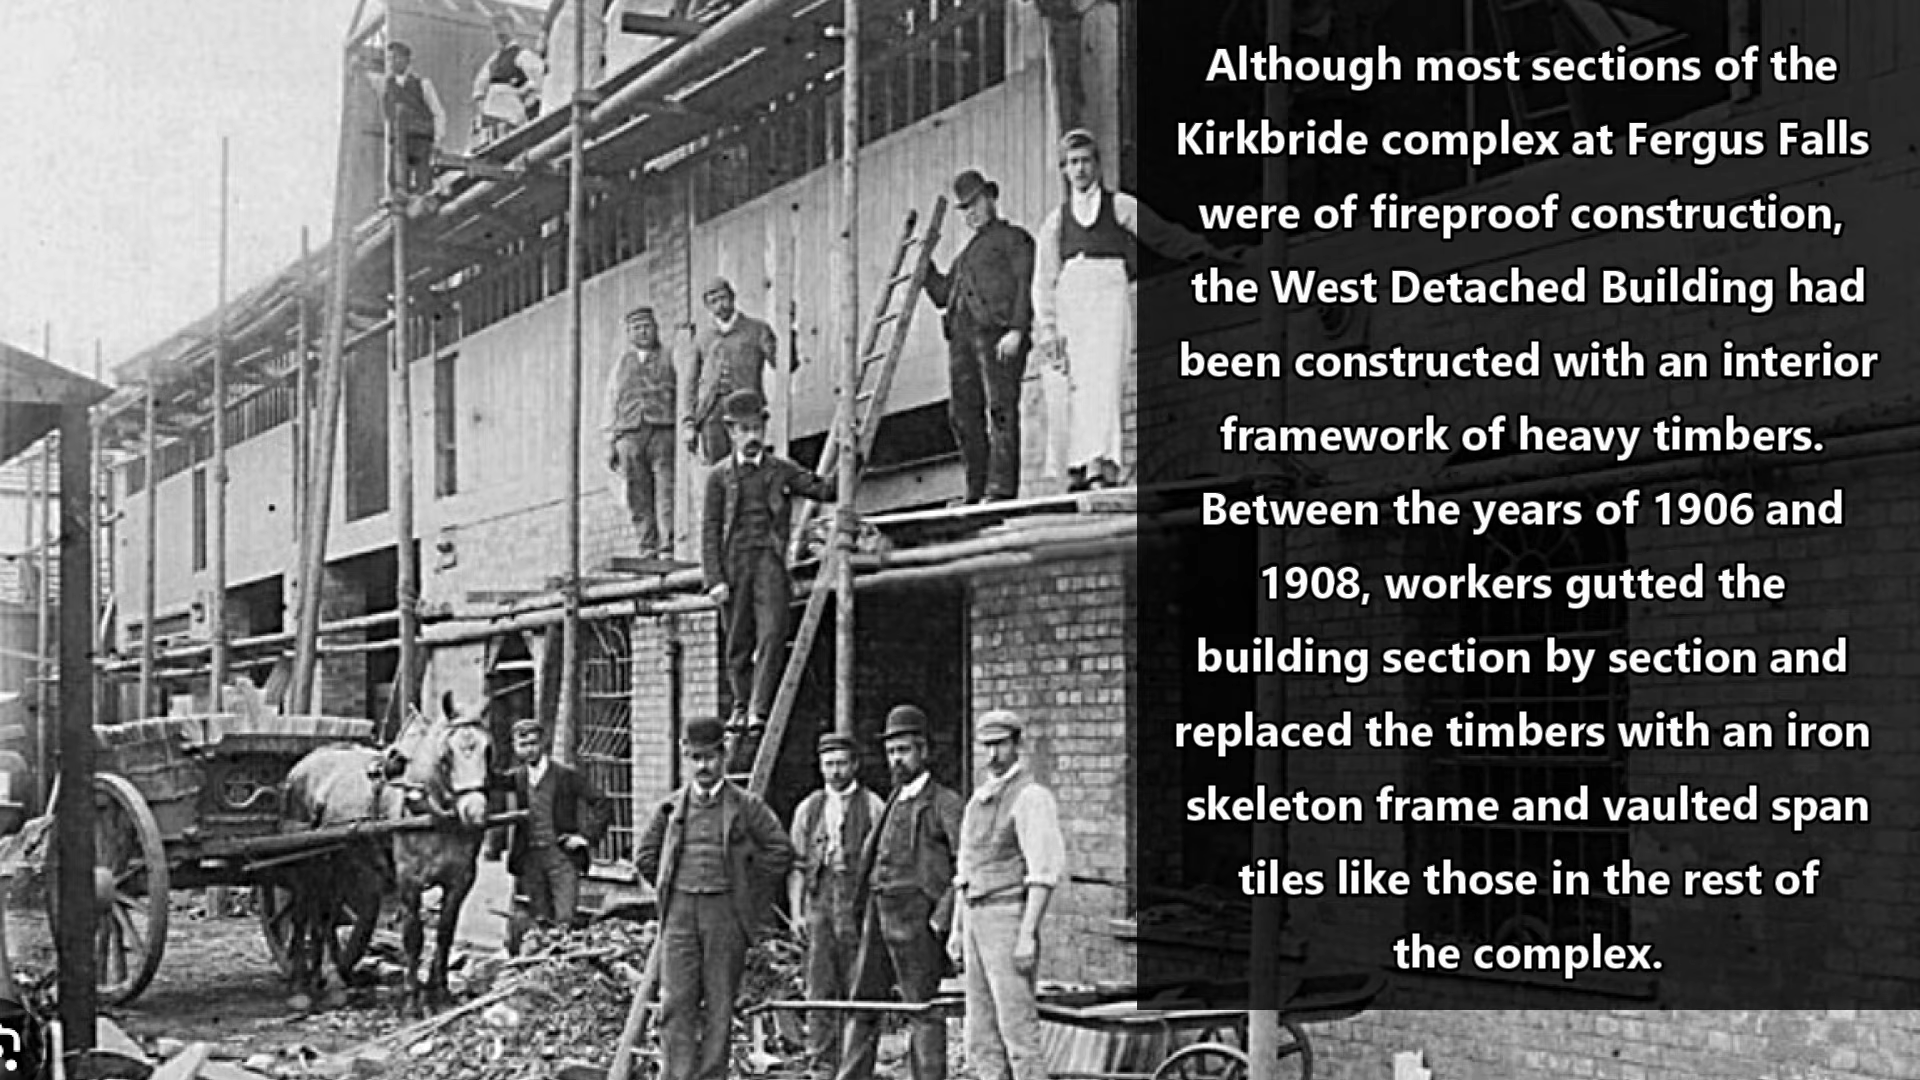 Although most sections of the
Kirkbride complex at Fergus Falls
were of fireproof construction,
the West Detached Building had
been constructed with an interior
framework of heavy timbers.
Between the years of 1906 and
1908, workers gutted the
building section by section and
replaced the timbers with an iron
skeleton frame and vaulted span
tiles like those in the rest of
the complex.